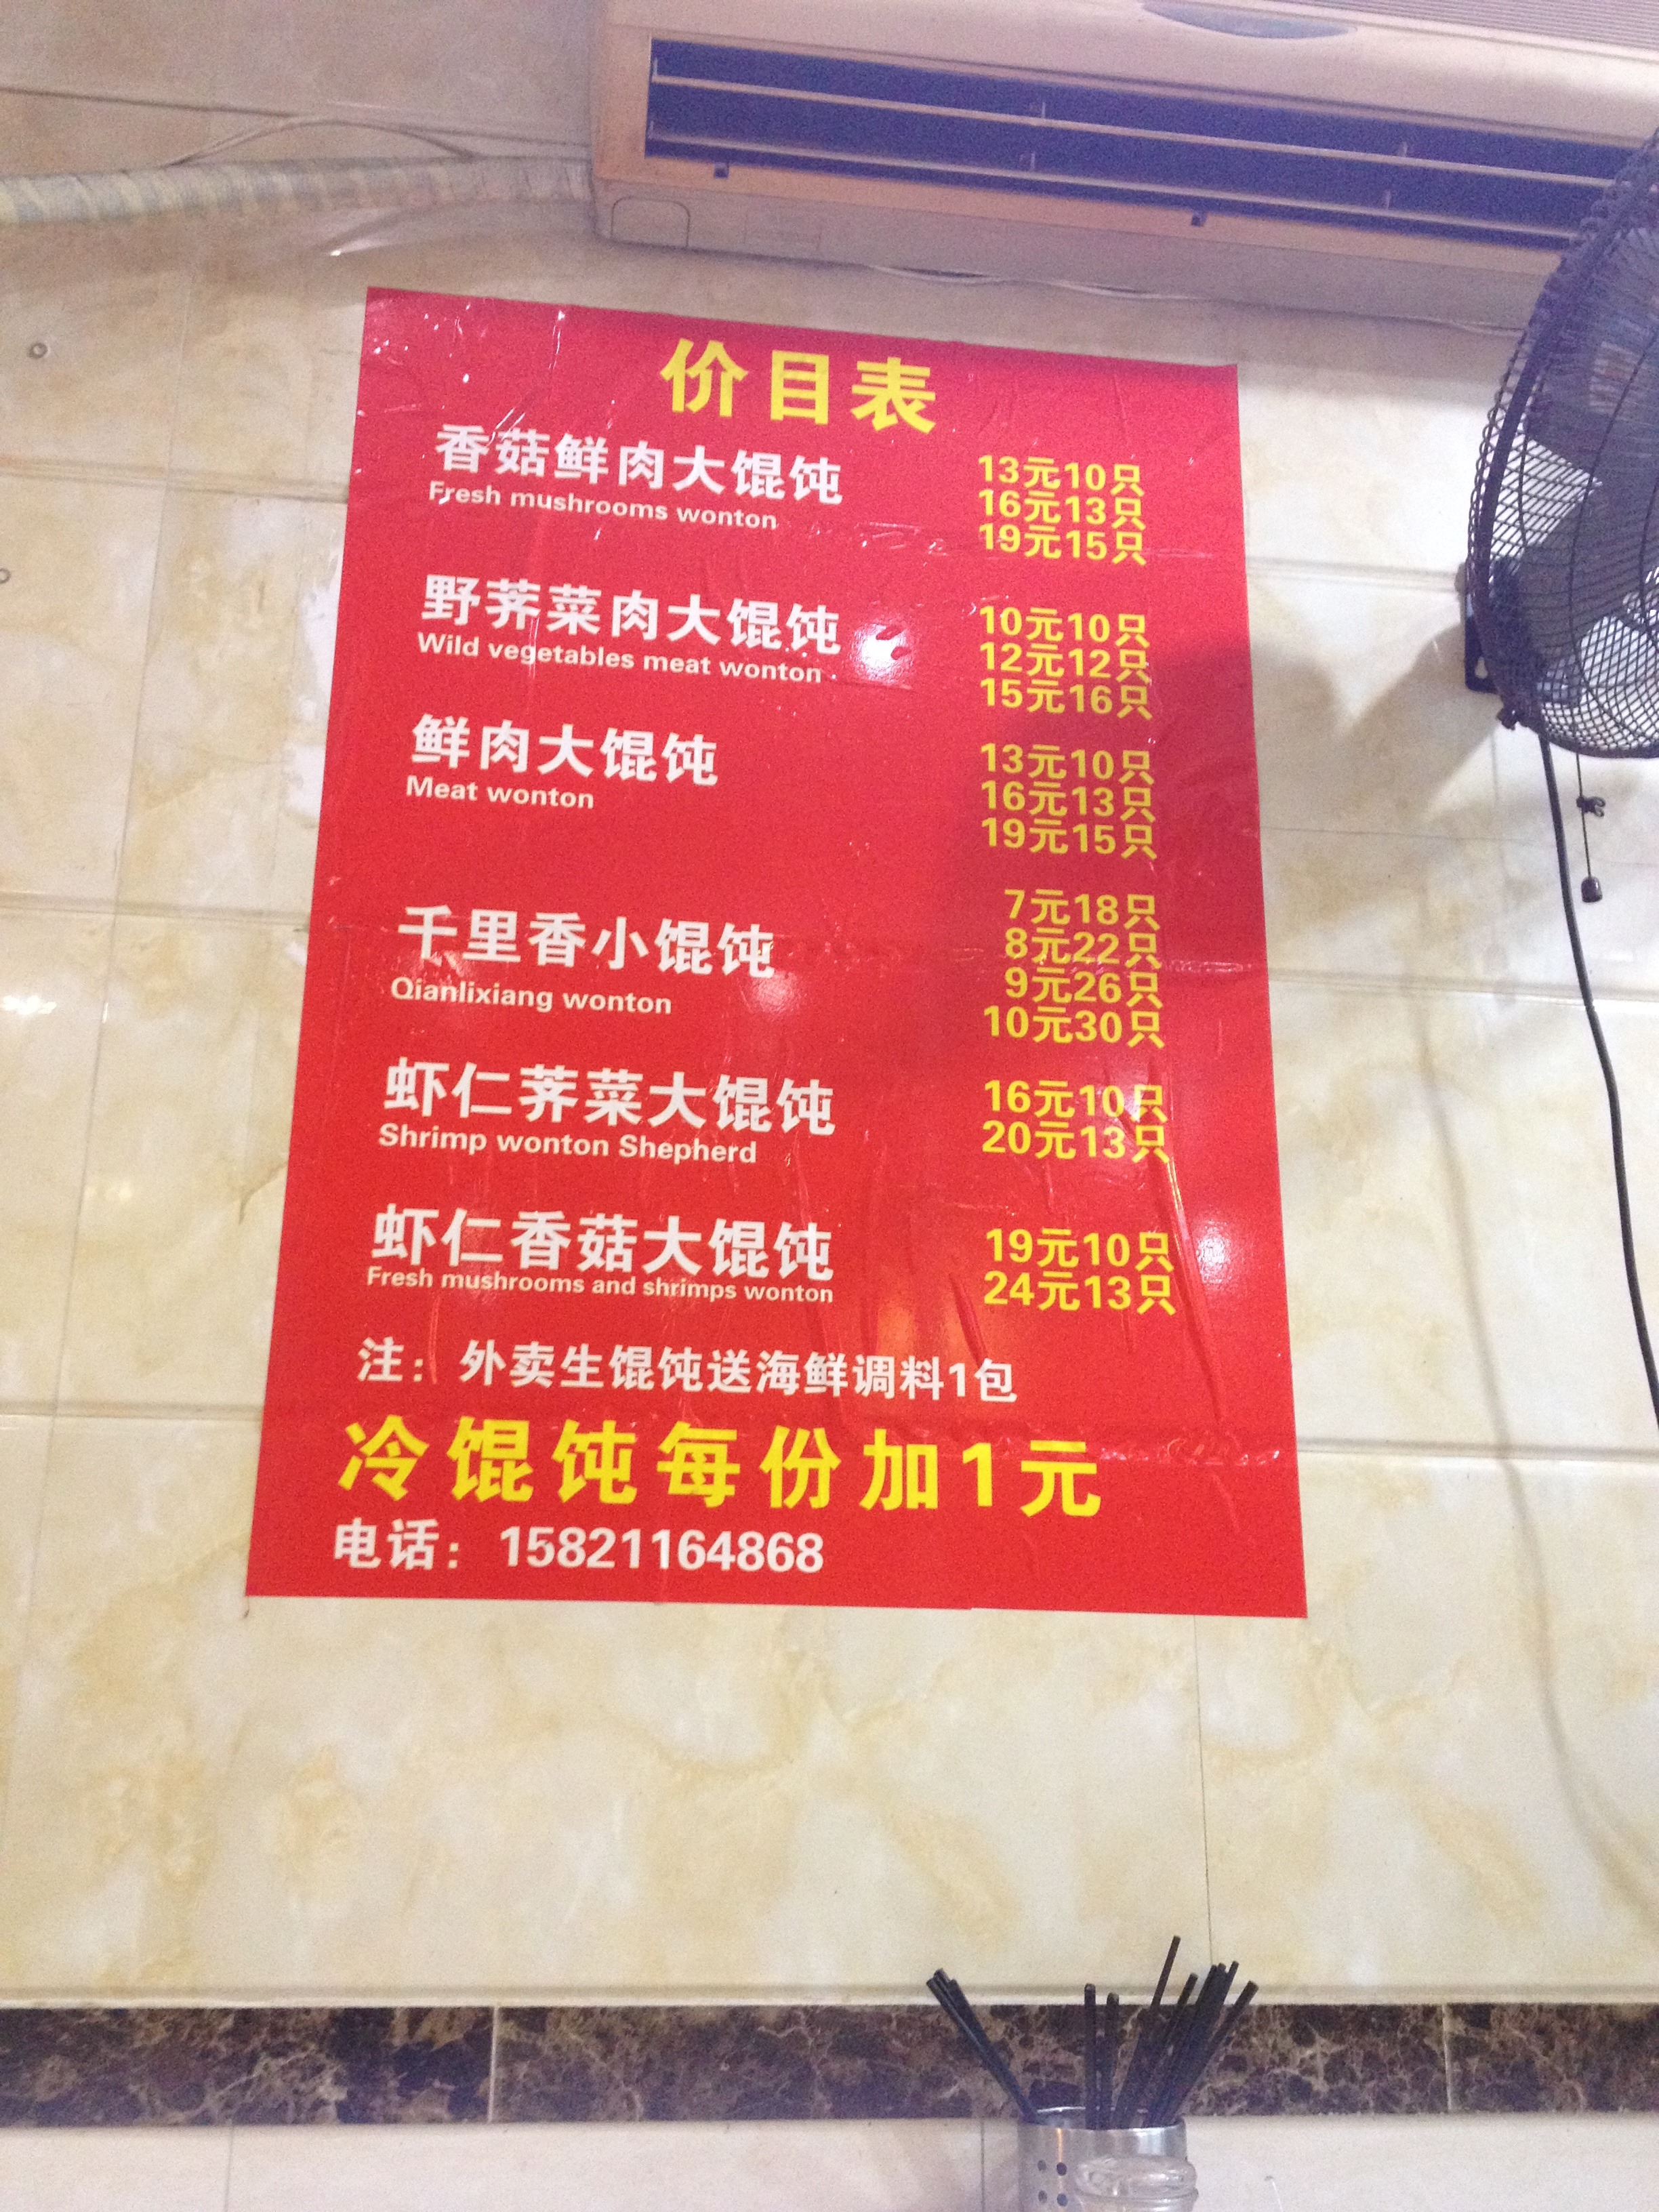 价目表
香菇鲜肉大馄饨
Fresh mushrooms wonton
13元10只
16元13只
19元15只
野荠菜肉大馄饨
Wild vegetables meat wonton
10元10只
12元12只
15元16只
鲜肉大馄饨
Meat wonton
13元10只
16元13只
19元15只
千里香小馄饨
Qianlixiang wonton
7元18只
8元22只
9元26只
10元30只
虾仁荠菜大馄饨
Shrimp wonton Shepherd
16元10只
20元13只
虾仁香菇大馄饨
Fresh mushrooms and shrimps wonton
19元10只
24元13只
注：外卖生馄饨送海鲜调料1包
冷馄饨每份加1元
电话：15821164868